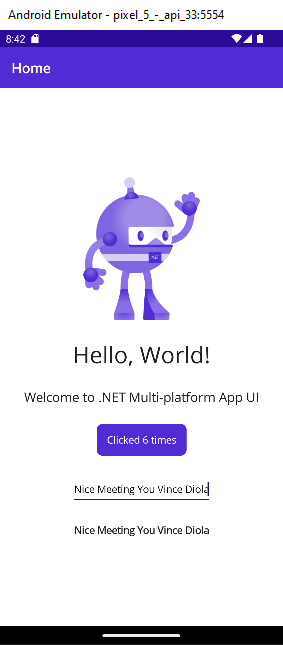 Android Emulator - pixel_5_-_api_33:5554
8:42
Home
.NET
Hello, World!
Welcome to .NET Multi-platform App UI
Clicked 6 times
Nice Meeting You Vince Diola
Nice Meeting You Vince Diola